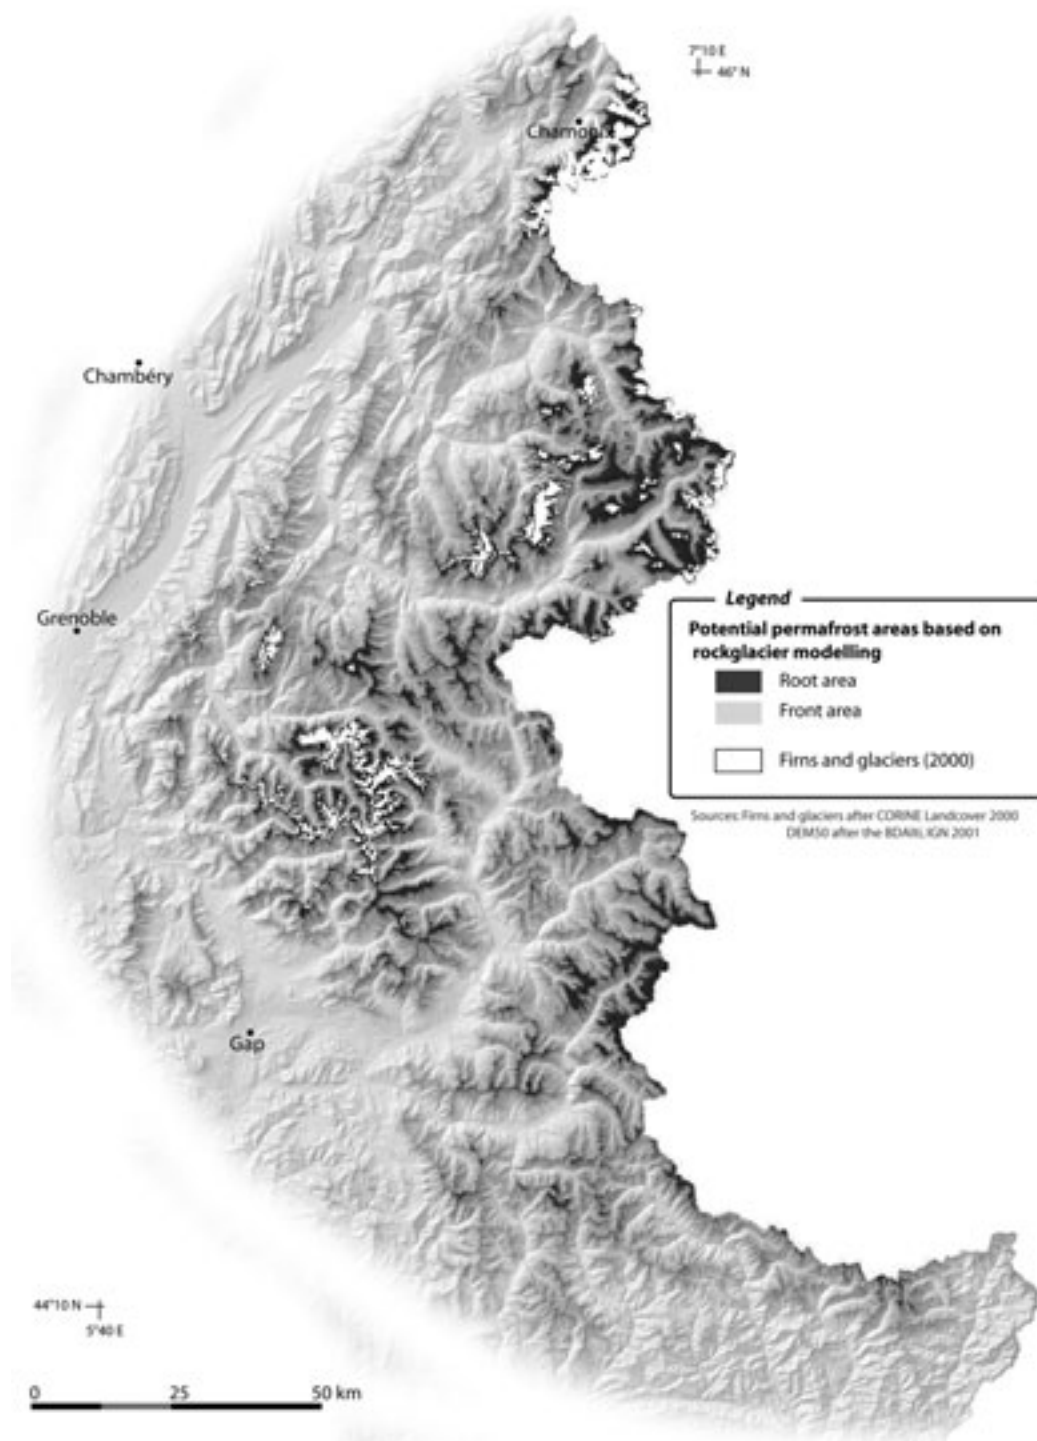 7°10 E
46° N
Chamonix
Chambéry
Grenoble
Legend
Potential permafrost areas based on
rockglacier modelling
Root area
Front area
Firns and glaciers (2000)
Sources: Firns and glaciers after CORINE Landcover 2000
DEM50 after the BDAlti, IGN 2001
Gap
44°10 N
5°40 E
0 25 50 km